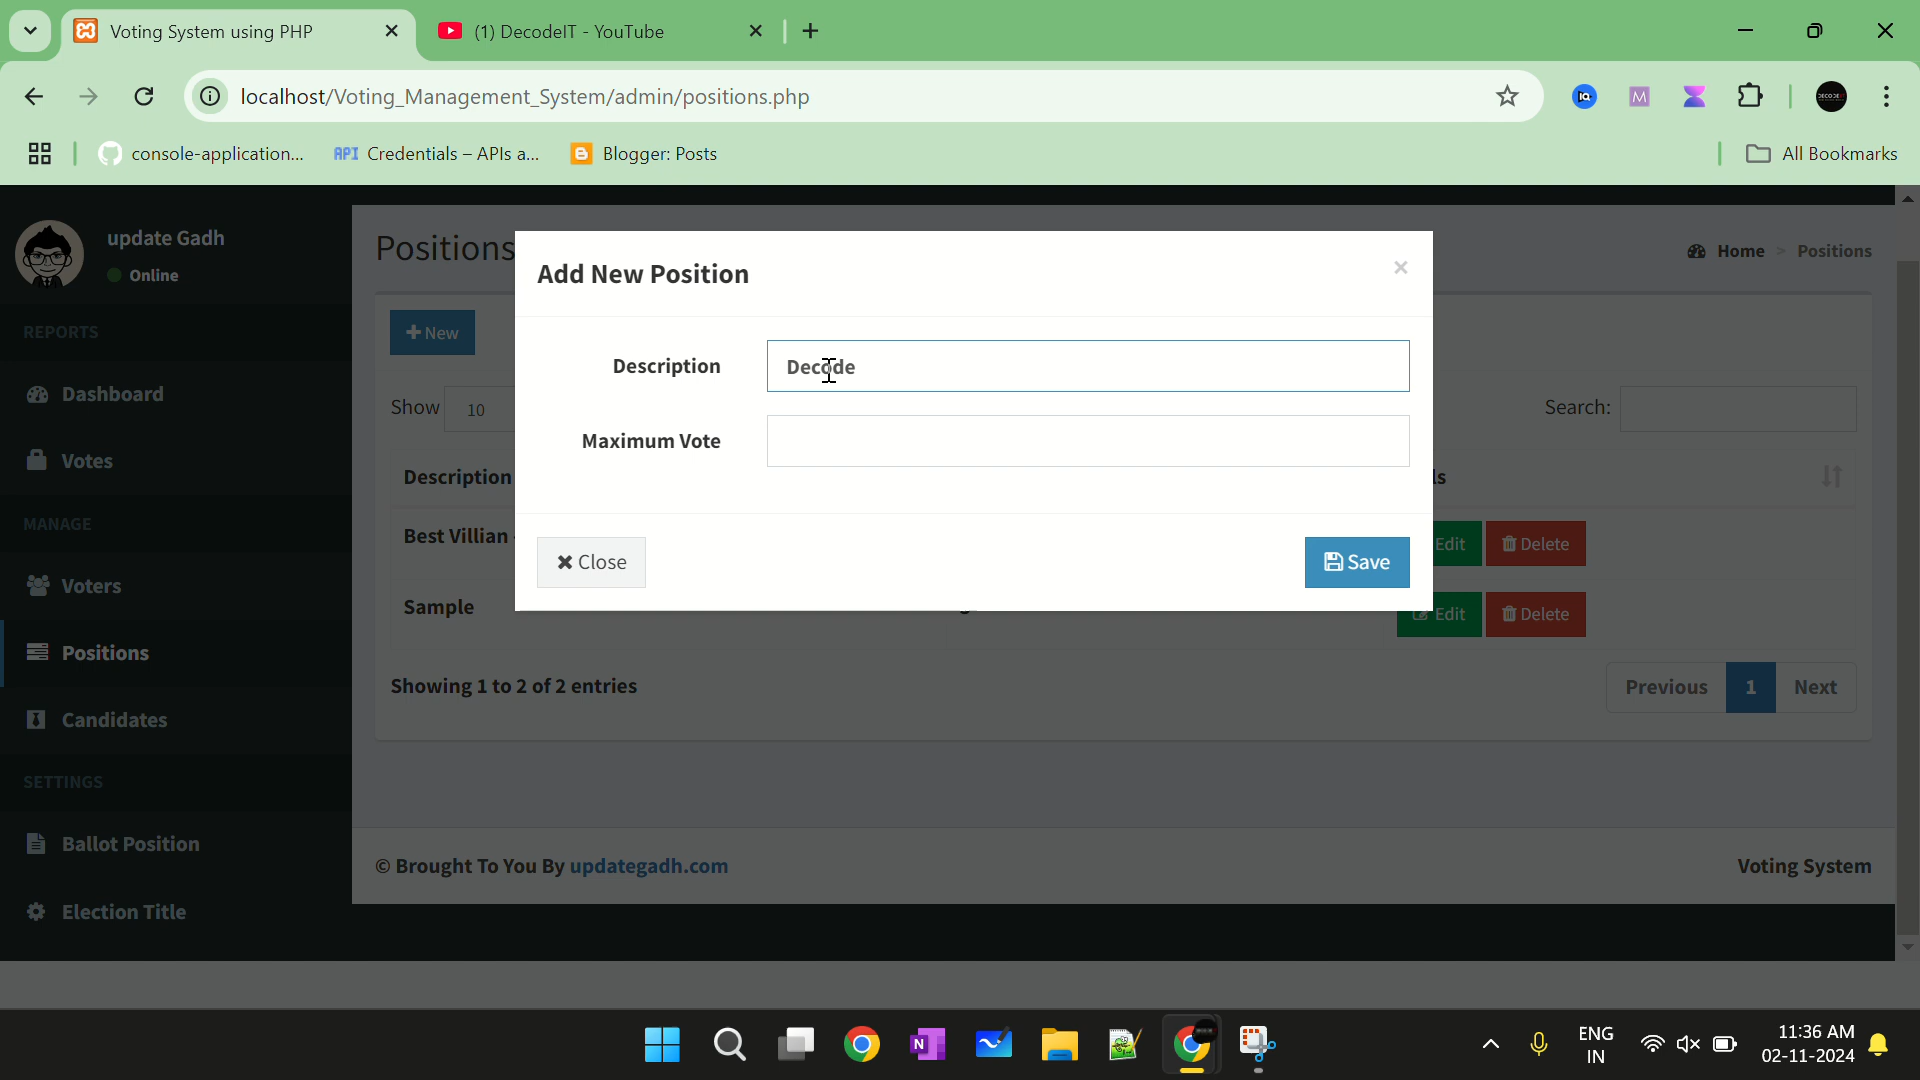 Voting System using PHP
(1) DecodeIT - YouTube
localhost/Voting_Management_System/admin/positions.php
console-application...
API Credentials – APIs a...
Blogger: Posts
All Bookmarks
update Gadh
Online
REPORTS
Dashboard
Votes
MANAGE
Voters
Positions
Candidates
SETTINGS
Ballot Position
Election Title
Positions
Home > Positions
New
Show 10
Search:
Description
ls
Best Villian
Edit Delete
Sample
Edit Delete
Showing 1 to 2 of 2 entries
Previous 1 Next
© Brought To You By updategadh.com
Voting System
Add New Position
×
Description
Decode
Maximum Vote
Close
Save
ENG
IN
11:36 AM
02-11-2024